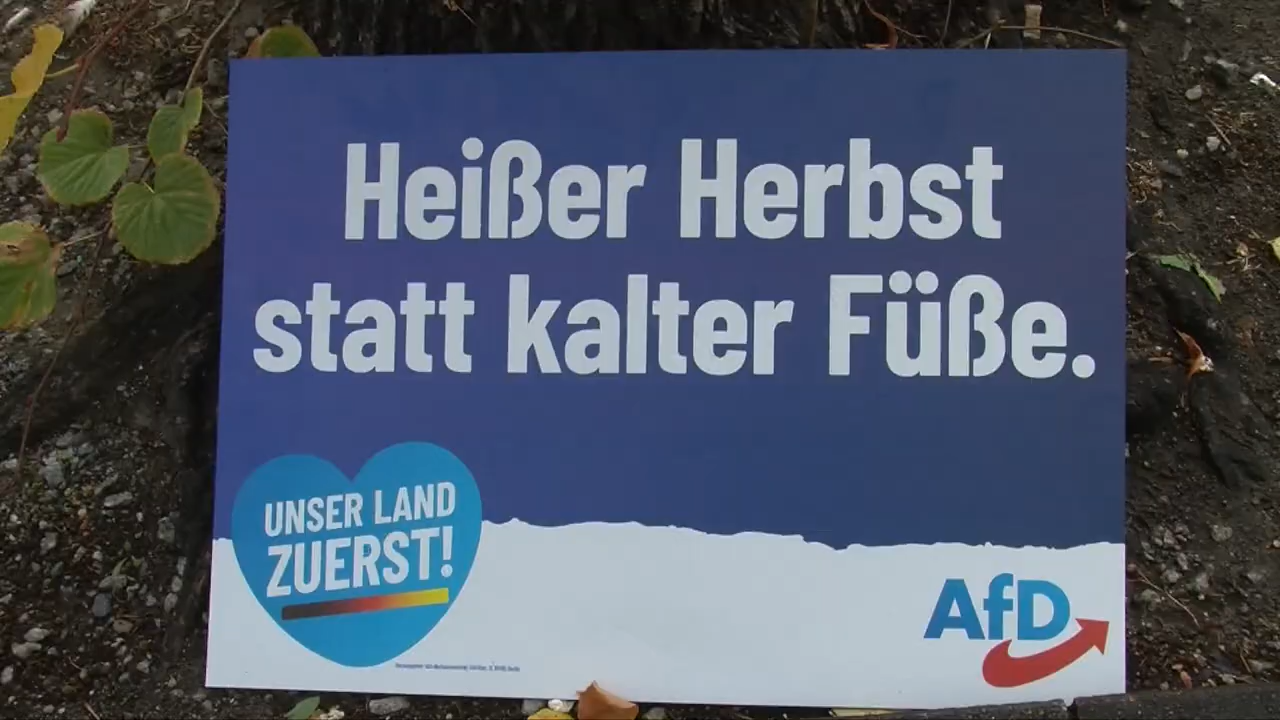 Heißer Herbst
statt kalter Füße.
UNSER LAND
ZUERST!
AfD